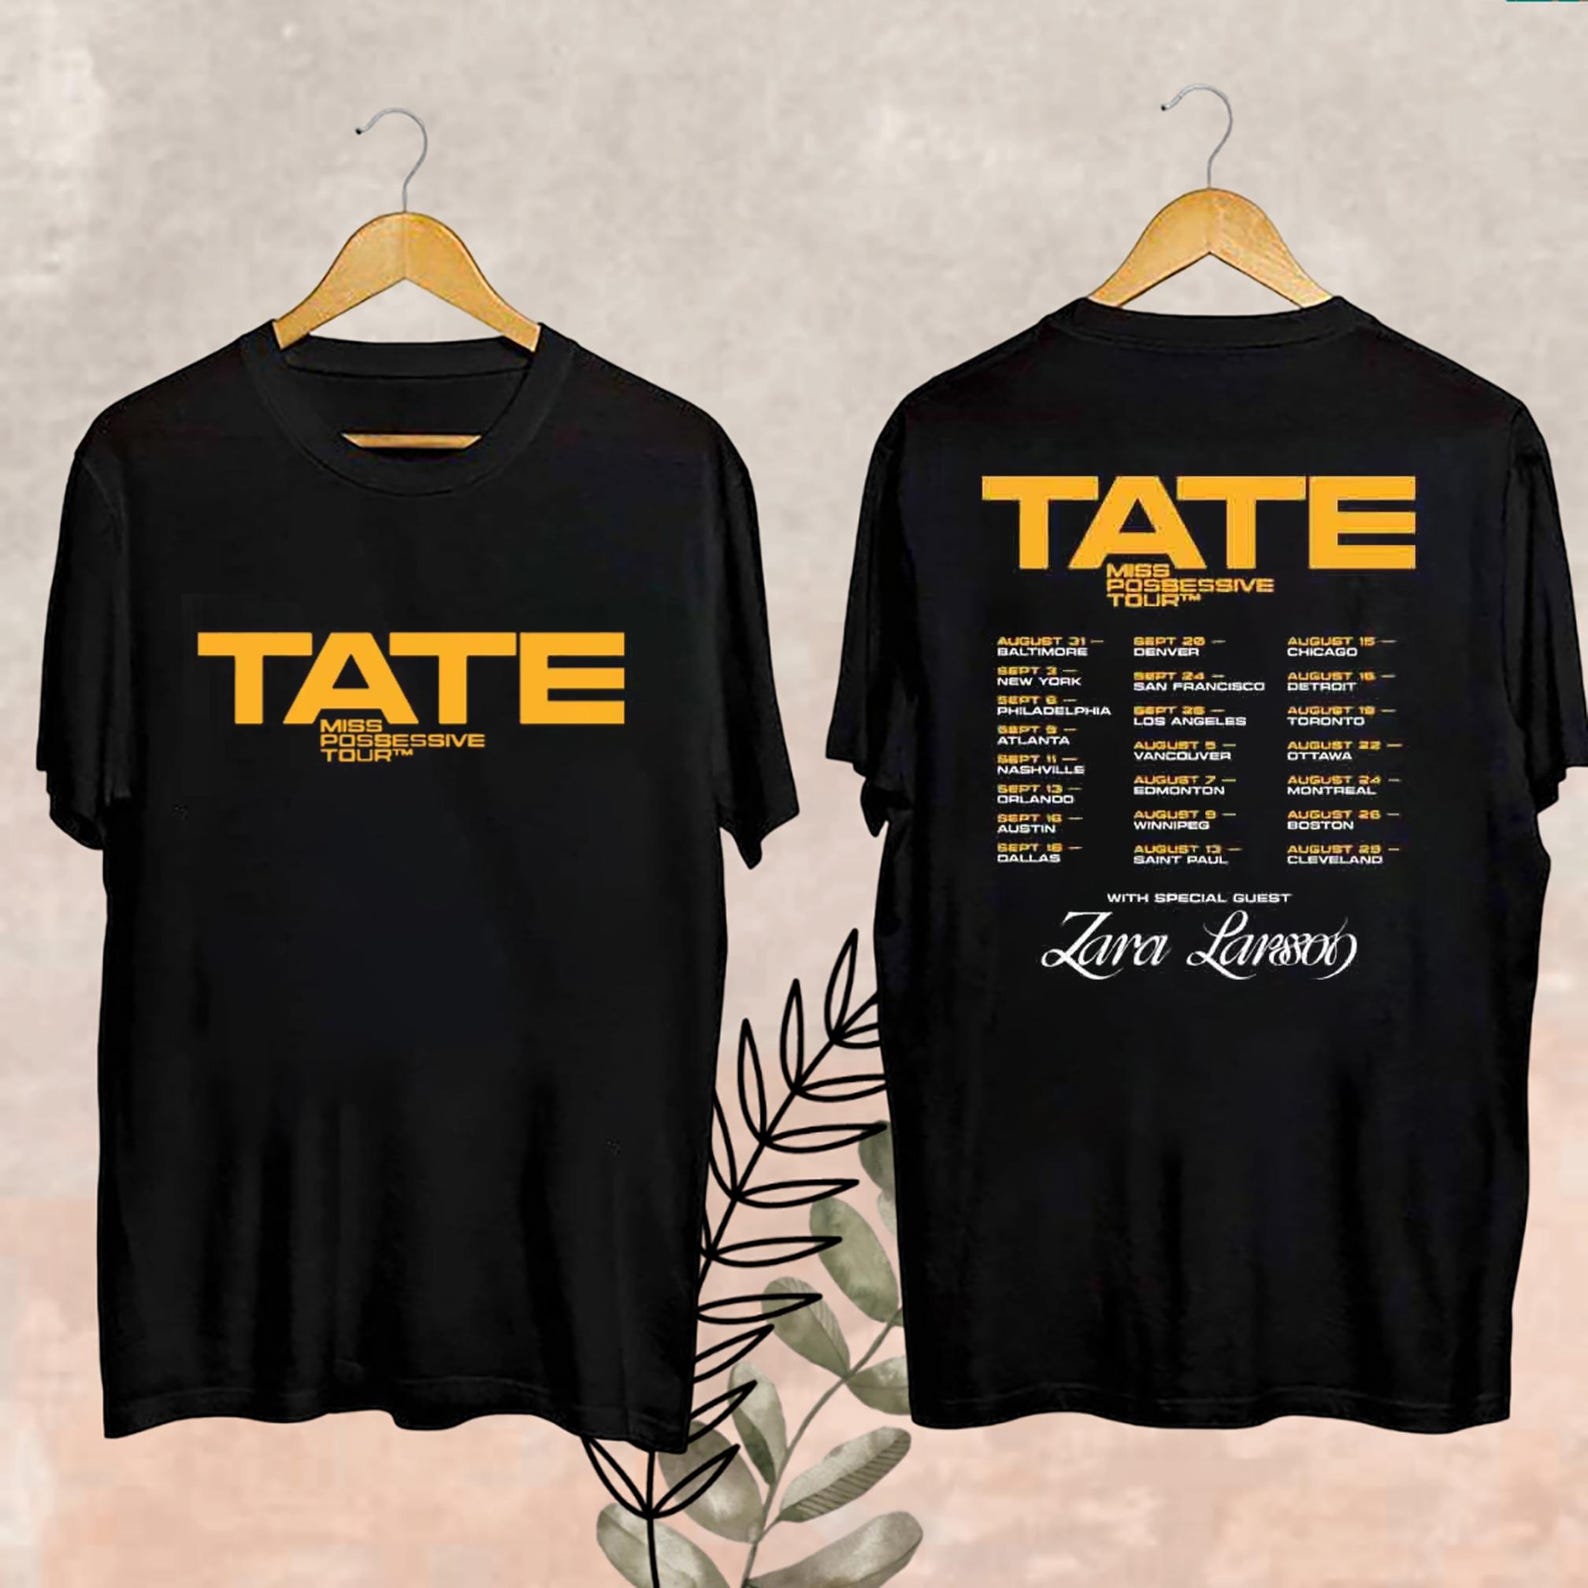 TATE
MISS
POSSESSIVE
TOUR™
TATE
MISS
POSSESSIVE
TOUR™
AUGUST 31 —
BALTIMORE
SEPT 3 —
NEW YORK
SEPT 6 —
PHILADELPHIA
SEPT 9 —
ATLANTA
SEPT 11 —
NASHVILLE
SEPT 13 —
ORLANDO
SEPT 16 —
AUSTIN
SEPT 18 —
DALLAS
SEPT 20 —
DENVER
SEPT 24 —
SAN FRANCISCO
SEPT 26 —
LOS ANGELES
AUGUST 5 —
VANCOUVER
AUGUST 7 —
EDMONTON
AUGUST 9 —
WINNIPEG
AUGUST 13 —
SAINT PAUL
AUGUST 15 —
CHICAGO
AUGUST 16 —
DETROIT
AUGUST 19 —
TORONTO
AUGUST 22 —
OTTAWA
AUGUST 24 —
MONTREAL
AUGUST 26 —
BOSTON
AUGUST 29 —
CLEVELAND
WITH SPECIAL GUEST
Zara Larsson